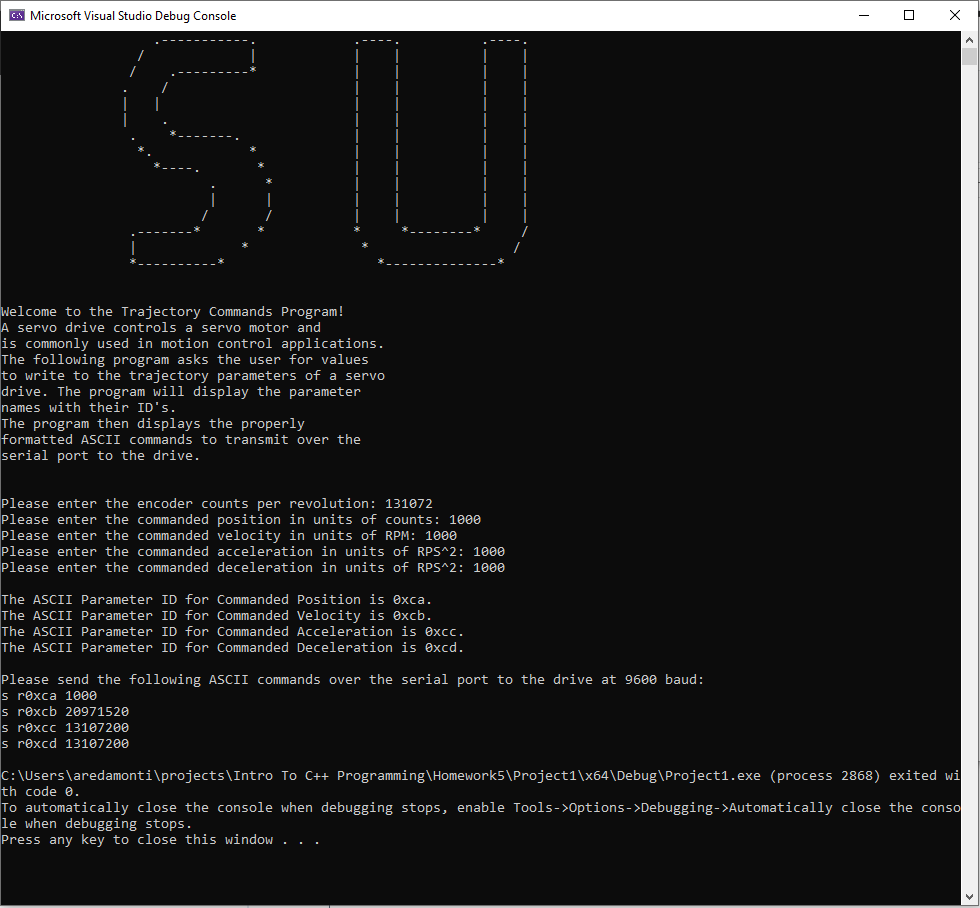 Microsoft Visual Studio Debug Console
                   .-----------.            .----.          .----.
                 /             |            |    |          |    |
                /    .---------*            |    |          |    |
               .    /                       |    |          |    |
               |   |                        |    |          |    |
               |    .                       |    |          |    |
                .    *-------.              |    |          |    |
                 *.            *            |    |          |    |
                   *----.       *           |    |          |    |
                          .      *          |    |          |    |
                          |      |          |    |          |    |
                         /       /          |    |          |    |
                .-------*       *           *     *--------*     /
                |             *              *                  /
                *----------*                   *--------------*
Welcome to the Trajectory Commands Program!
A servo drive controls a servo motor and
is commonly used in motion control applications.
The following program asks the user for values
to write to the trajectory parameters of a servo
drive. The program will display the parameter
names with their ID's.
The program then displays the properly
formatted ASCII commands to transmit over the
serial port to the drive.
Please enter the encoder counts per revolution: 131072
Please enter the commanded position in units of counts: 1000
Please enter the commanded velocity in units of RPM: 1000
Please enter the commanded acceleration in units of RPS^2: 1000
Please enter the commanded deceleration in units of RPS^2: 1000
The ASCII Parameter ID for Commanded Position is 0xca.
The ASCII Parameter ID for Commanded Velocity is 0xcb.
The ASCII Parameter ID for Commanded Acceleration is 0xcc.
The ASCII Parameter ID for Commanded Deceleration is 0xcd.
Please send the following ASCII commands over the serial port to the drive at 9600 baud:
s r0xca 1000
s r0xcb 20971520
s r0xcc 13107200
s r0xcd 13107200
C:\Users\aredamonti\projects\Intro To C++ Programming\Homework5\Project1\x64\Debug\Project1.exe (process 2868) exited wi
th code 0.
To automatically close the console when debugging stops, enable Tools->Options->Debugging->Automatically close the conso
le when debugging stops.
Press any key to close this window . . .